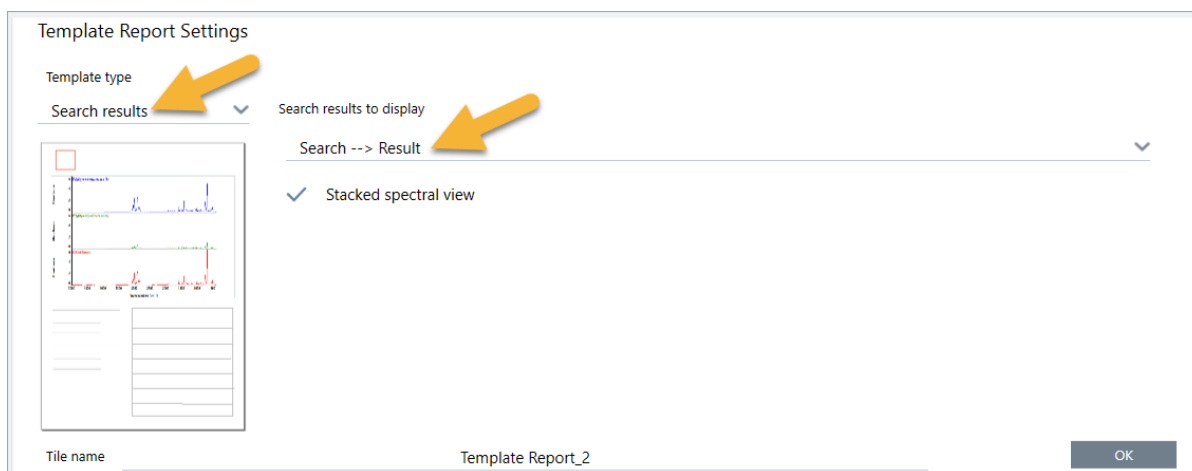 Template Report Settings
Template type
Search results
Search results to display
Search --> Result
Stacked spectral view
Tile name
Template Report_2
OK